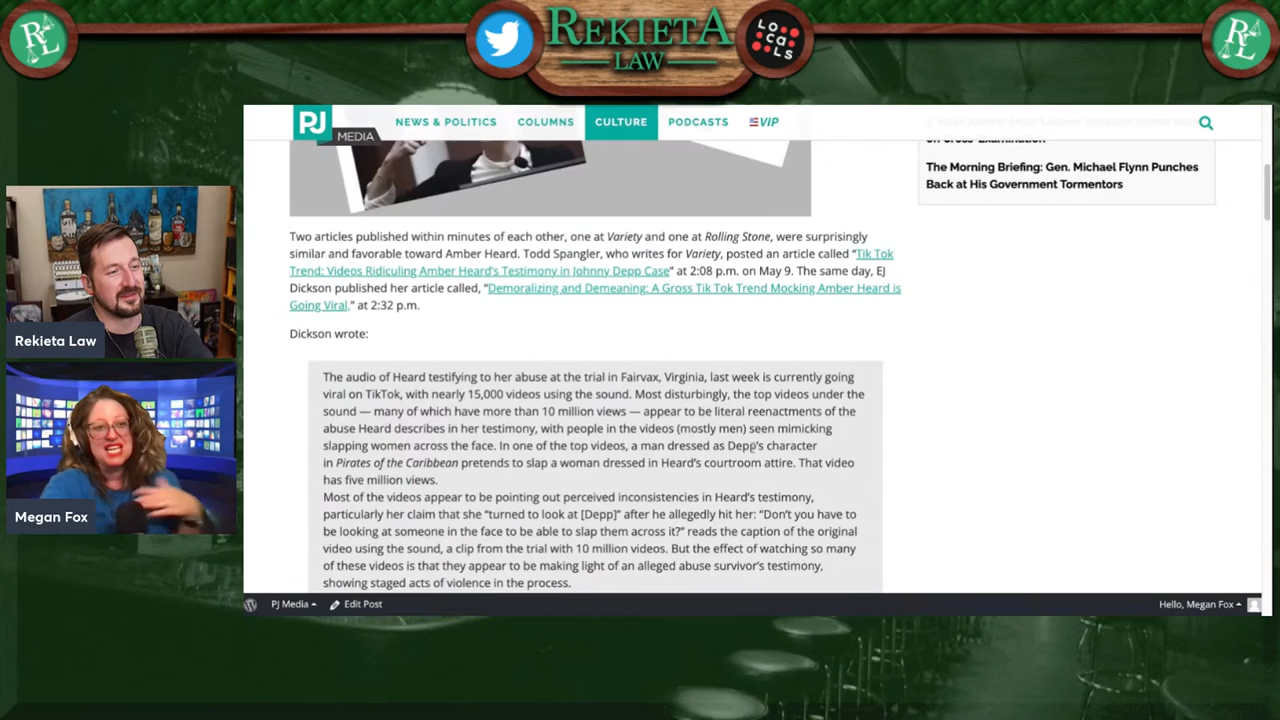 REKIETA
LAW
RL
Lo
ca
Ls
RL
PJ
MEDIA
NEWS & POLITICS
COLUMNS
CULTURE
PODCASTS
VIP
on Cross-Examination
The Morning Briefing: Gen. Michael Flynn Punches
Back at His Government Tormentors
Two articles published within minutes of each other, one at Variety and one at Rolling Stone, were surprisingly
similar and favorable toward Amber Heard. Todd Spangler, who writes for Variety, posted an article called “Tik Tok
Trend: Videos Ridiculing Amber Heard’s Testimony in Johnny Depp Case” at 2:08 p.m. on May 9. The same day, EJ
Dickson published her article called, “Demoralizing and Demeaning: A Gross Tik Tok Trend Mocking Amber Heard is
Going Viral,” at 2:32 p.m.
Dickson wrote:
The audio of Heard testifying to her abuse at the trial in Fairvax, Virginia, last week is currently going
viral on TikTok, with nearly 15,000 videos using the sound. Most disturbingly, the top videos under the
sound — many of which have more than 10 million views — appear to be literal reenactments of the
abuse Heard describes in her testimony, with people in the videos (mostly men) seen mimicking
slapping women across the face. In one of the top videos, a man dressed as Depp’s character
in Pirates of the Caribbean pretends to slap a woman dressed in Heard’s courtroom attire. That video
has five million views.
Most of the videos appear to be pointing out perceived inconsistencies in Heard’s testimony,
particularly her claim that she “turned to look at [Depp]” after he allegedly hit her: “Don’t you have to
be looking at someone in the face to be able to slap them across it?” reads the caption of the original
video using the sound, a clip from the trial with 10 million videos. But the effect of watching so many
of these videos is that they appear to be making light of an alleged abuse survivor’s testimony,
showing staged acts of violence in the process.
Rekieta Law
Megan Fox
PJ Media
Edit Post
Hello, Megan Fox